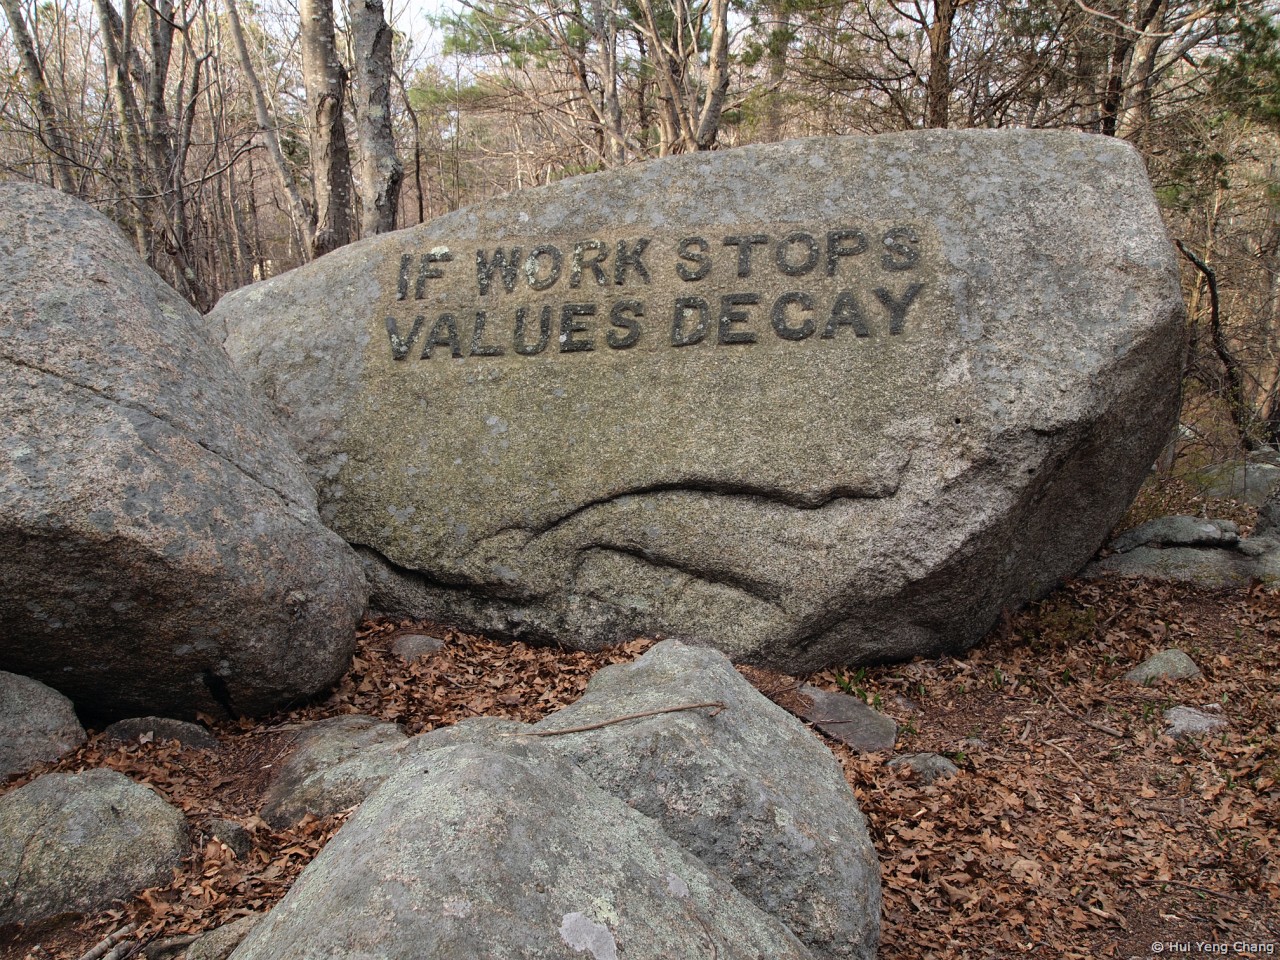 IF WORK STOPS
VALUES DECAY
© Hui Yeng Chang